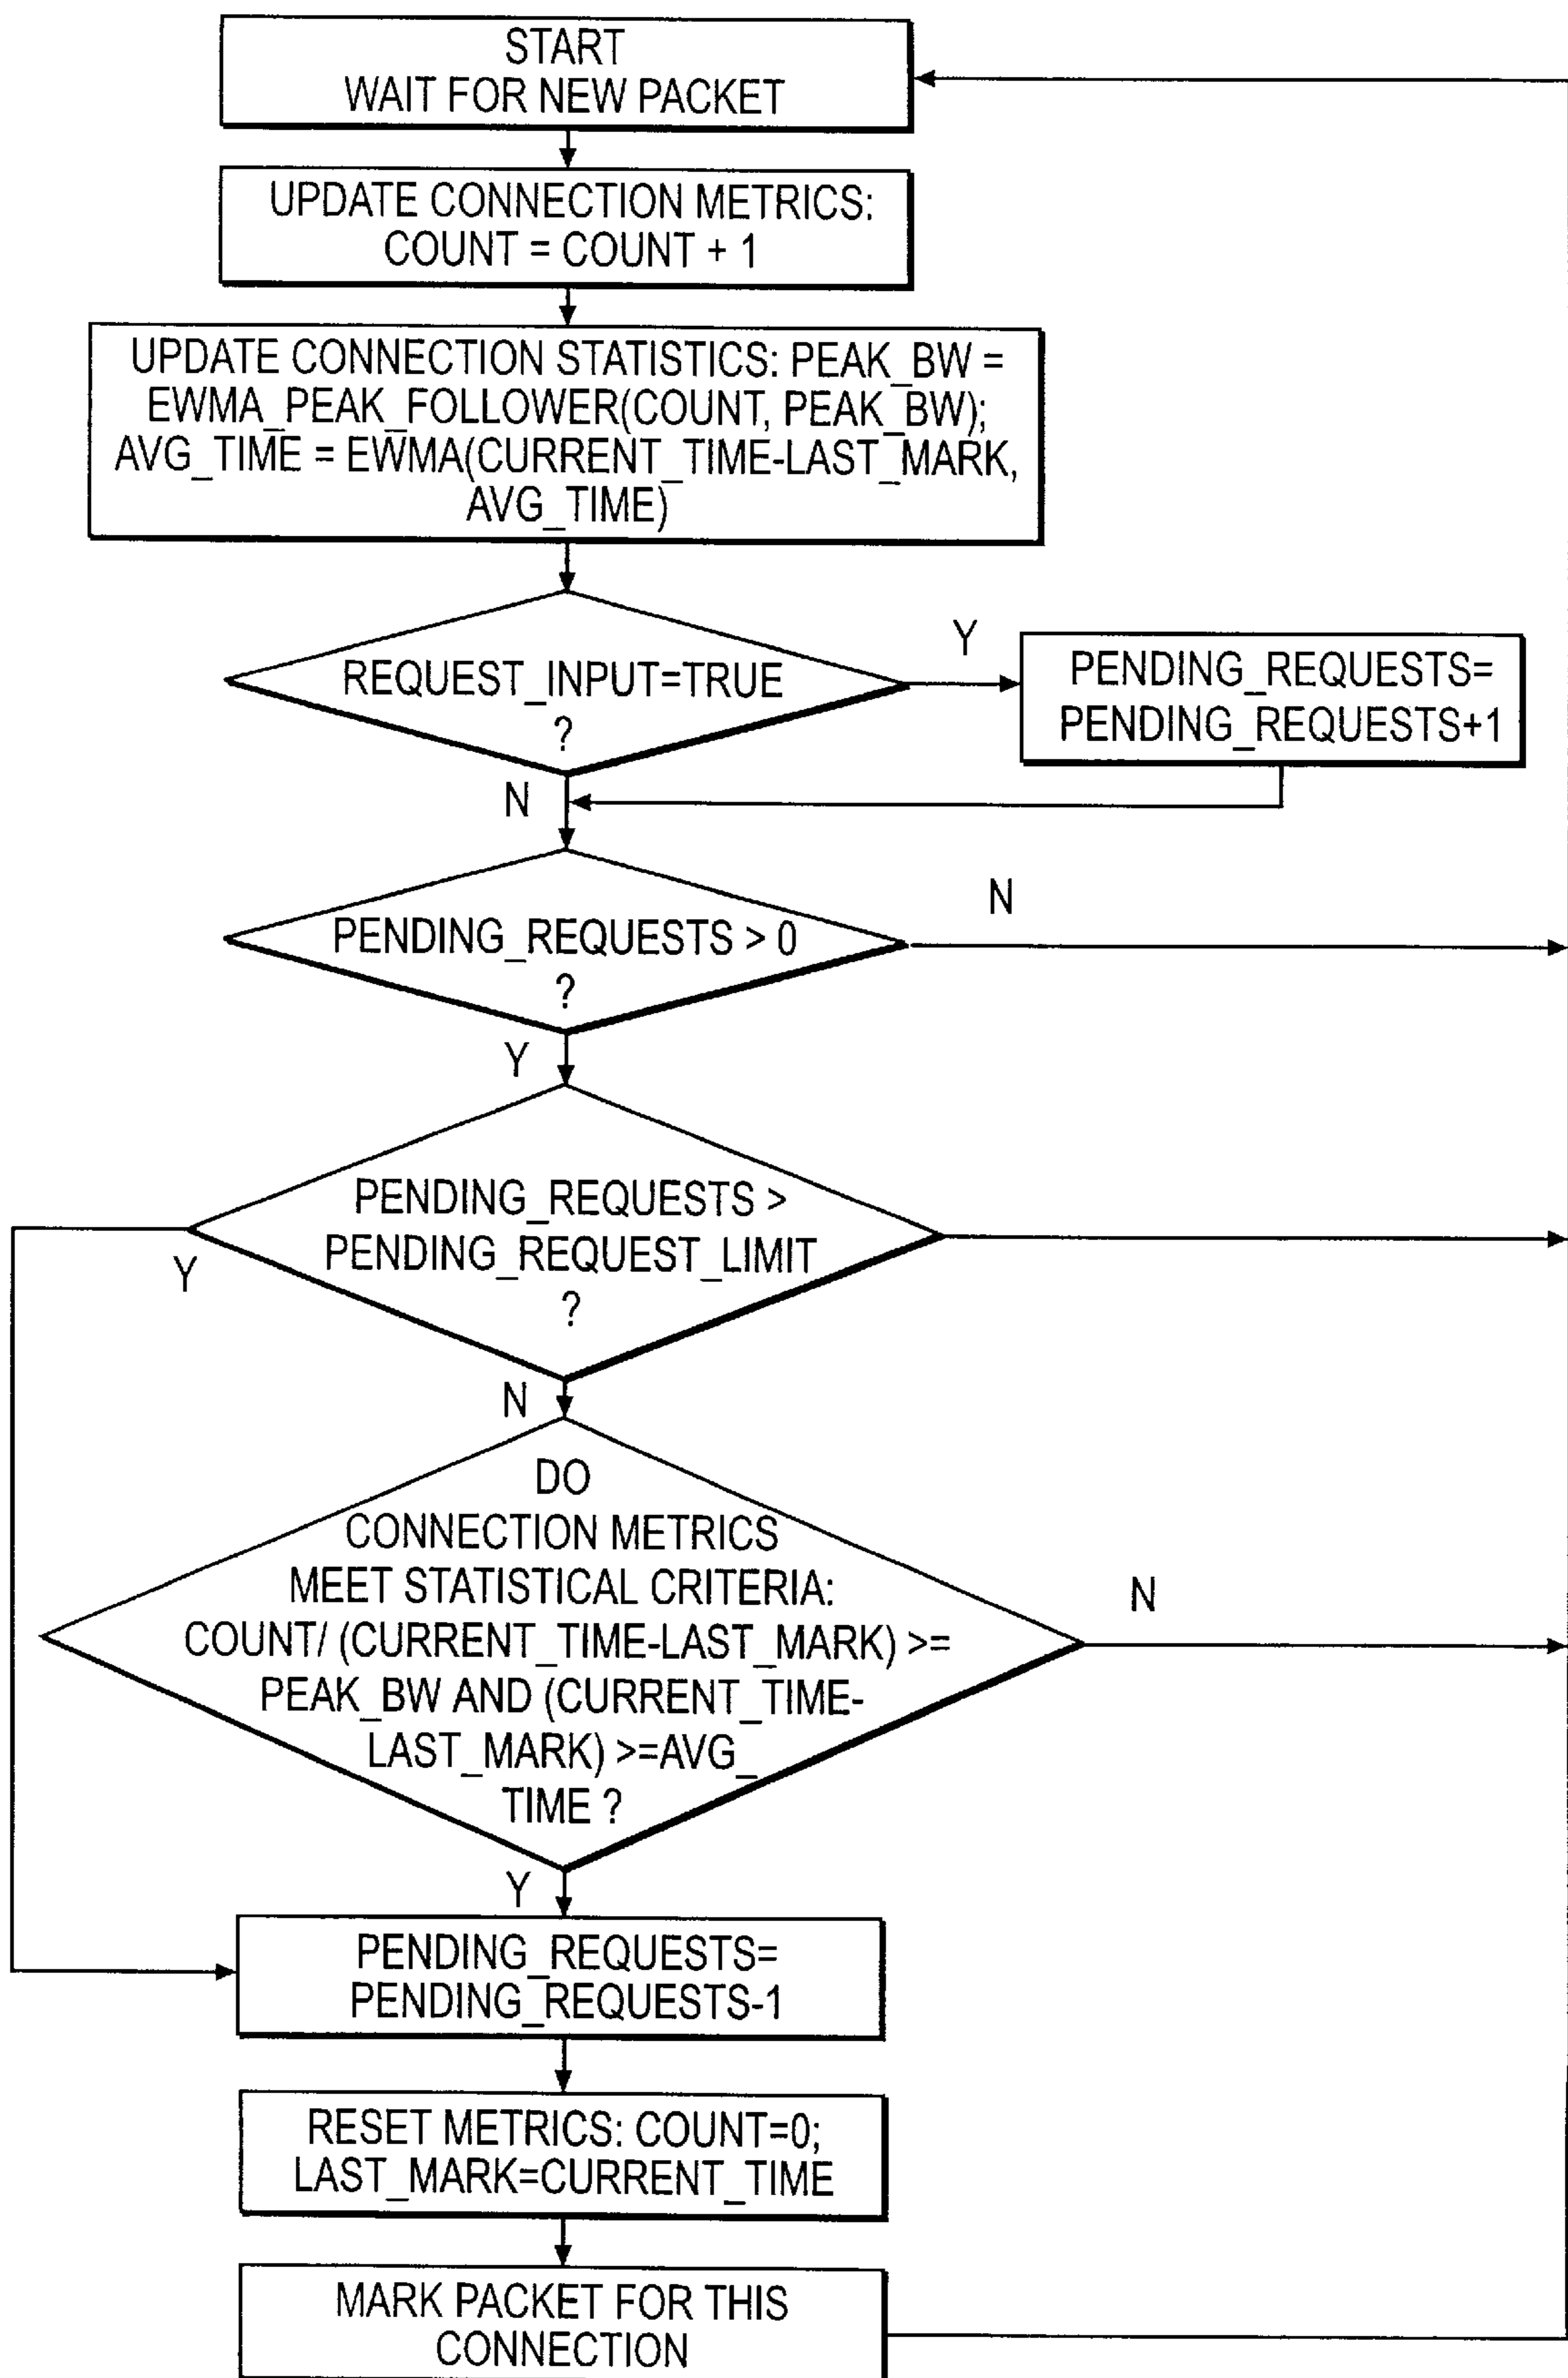 START
WAIT FOR NEW PACKET
UPDATE CONNECTION METRICS:
COUNT = COUNT + 1
UPDATE CONNECTION STATISTICS: PEAK_BW =
EWMA_PEAK_FOLLOWER(COUNT, PEAK_BW);
AVG_TIME = EWMA(CURRENT_TIME-LAST_MARK,
AVG_TIME)
REQUEST_INPUT=TRUE
?
Y
PENDING_REQUESTS=
PENDING_REQUESTS+1
N
PENDING_REQUESTS > 0
?
N
Y
PENDING_REQUESTS >
PENDING_REQUEST_LIMIT
?
Y
N
DO
CONNECTION METRICS
MEET STATISTICAL CRITERIA:
COUNT/ (CURRENT_TIME-LAST_MARK) >=
PEAK_BW AND (CURRENT_TIME-
LAST_MARK) >=AVG_
TIME ?
N
Y
PENDING_REQUESTS=
PENDING_REQUESTS-1
RESET METRICS: COUNT=0;
LAST_MARK=CURRENT_TIME
MARK PACKET FOR THIS
CONNECTION